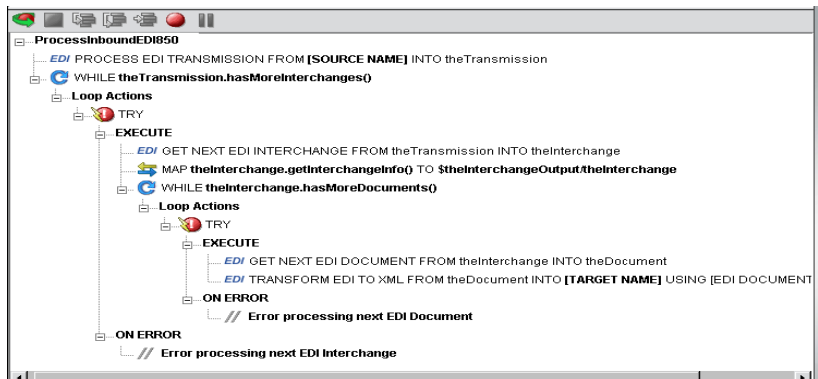 ProcessInboundEDI850
EDI PROCESS EDI TRANSMISSION FROM [SOURCE NAME] INTO theTransmission
WHILE theTransmission.hasMoreInterchanges()
Loop Actions
TRY
EXECUTE
EDI GET NEXT EDI INTERCHANGE FROM theTransmission INTO theInterchange
MAP theInterchange.getInterchangeInfo() TO $theInterchangeOutput/theInterchange
WHILE theInterchange.hasMoreDocuments()
Loop Actions
TRY
EXECUTE
EDI GET NEXT EDI DOCUMENT FROM theInterchange INTO theDocument
EDI TRANSFORM EDI TO XML FROM theDocument INTO [TARGET NAME] USING [EDI DOCUMENT
ON ERROR
// Error processing next EDI Document
ON ERROR
// Error processing next EDI Interchange